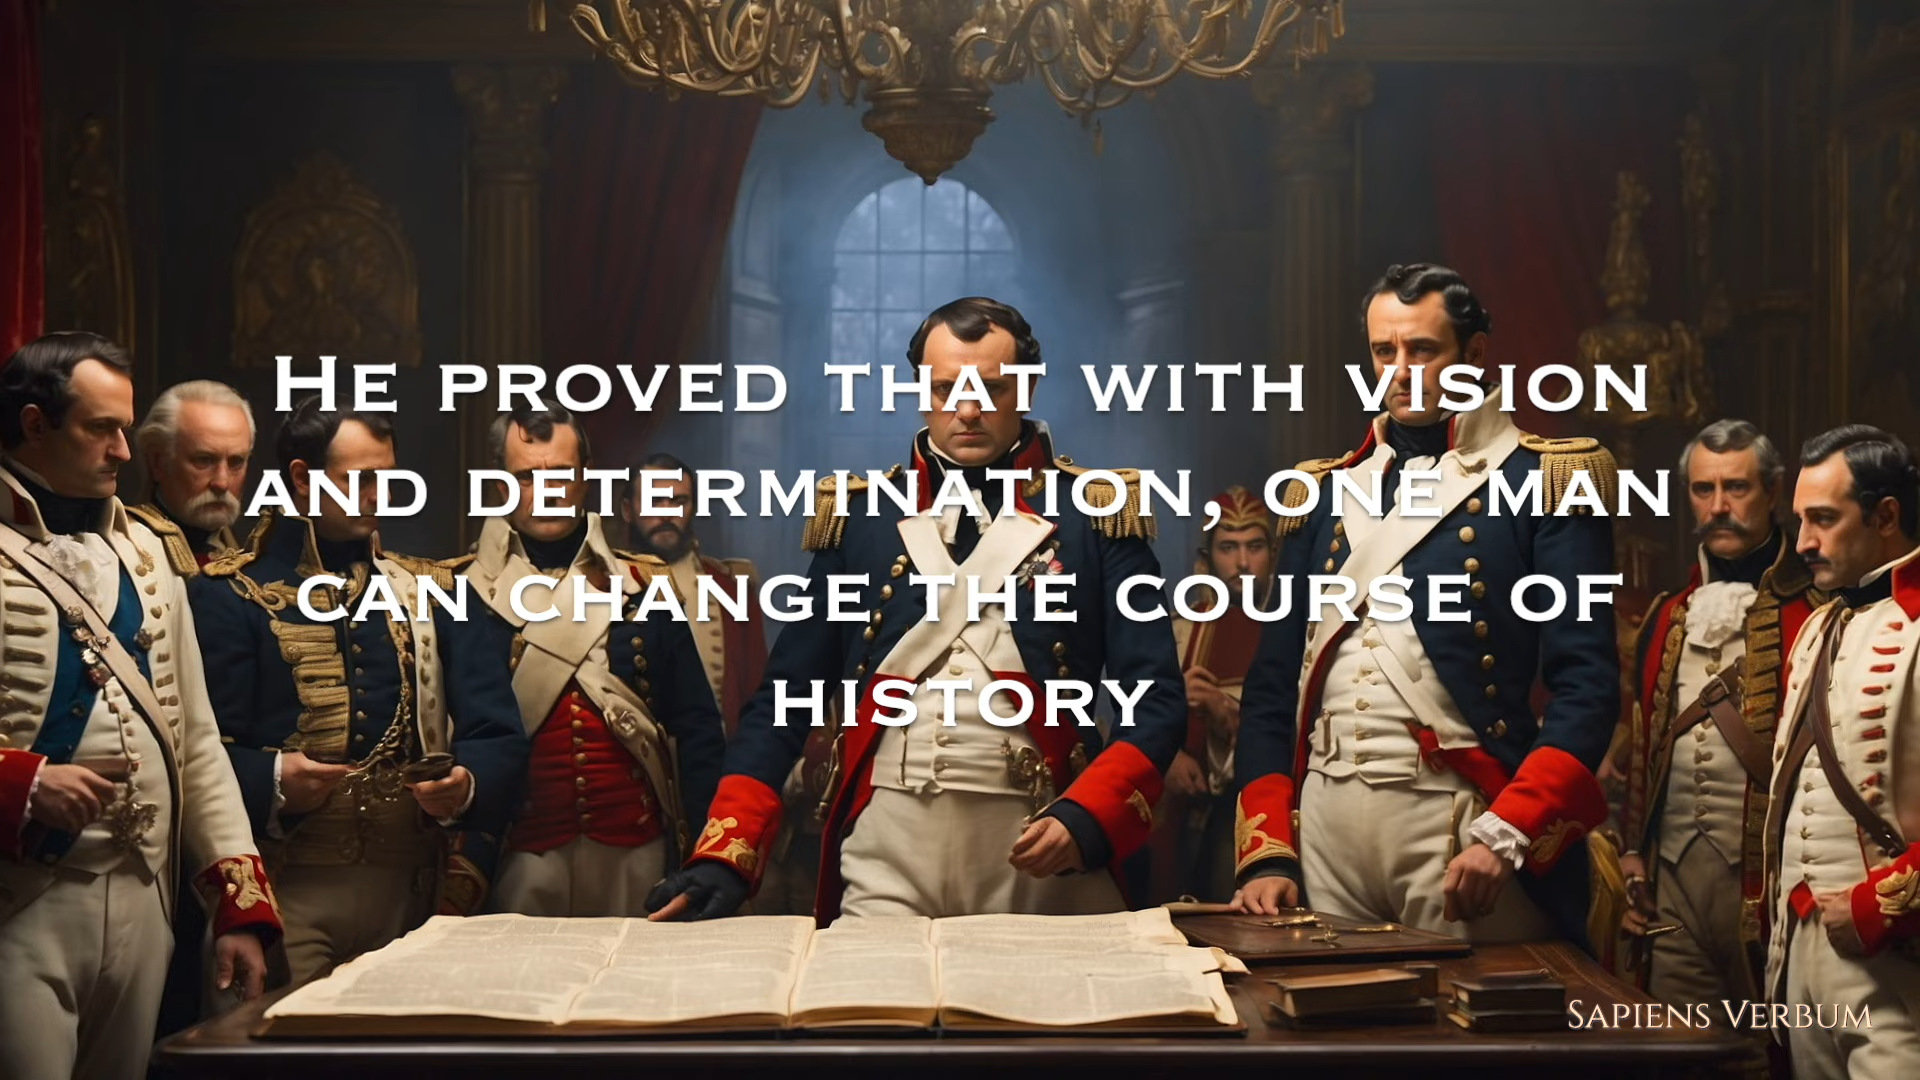 He proved that with vision
and determination, one man
can change the course of
history
Sapiens Verbum